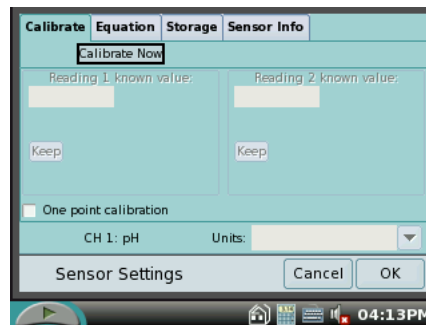 Calibrate Equation Storage Sensor Info
Calibrate Now
Reading 1 known value: Reading 2 known value:
Keep Keep
One point calibration
CH 1: pH Units:
Sensor Settings Cancel OK
04:13PM